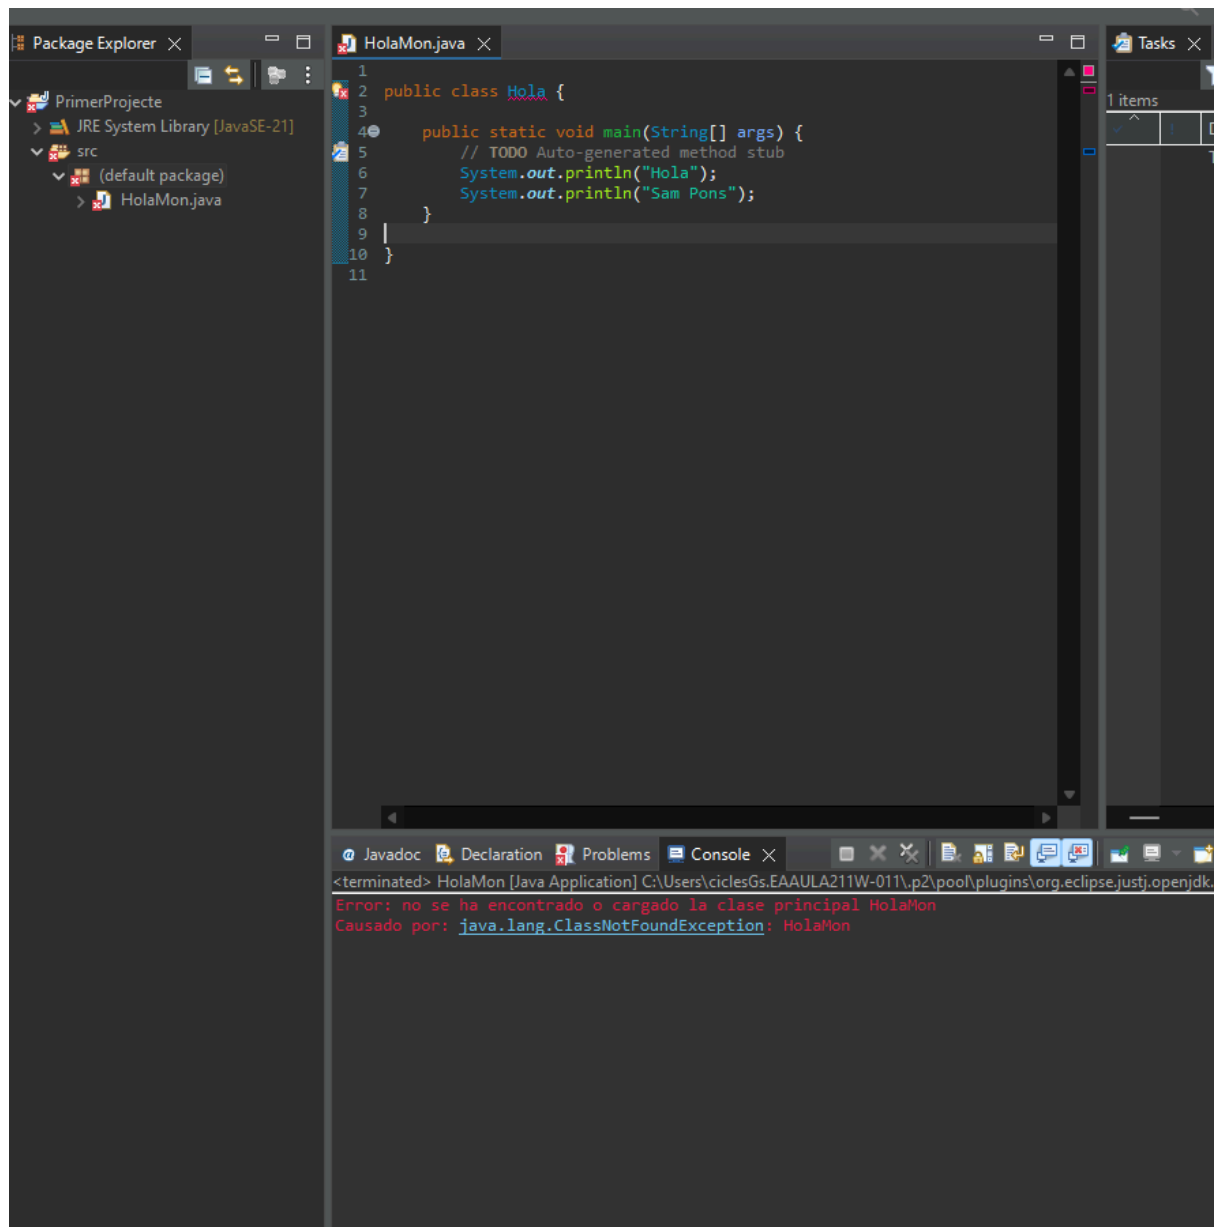 Package Explorer
PrimerProjecte
JRE System Library [JavaSE-21]
src
(default package)
HolaMon.java
HolaMon.java
1
2 public class Hola {
3
4 public static void main(String[] args) {
5 // TODO Auto-generated method stub
6 System.out.println("Hola");
7 System.out.println("Sam Pons");
8 }
9
10 }
11
Tasks
1 items
Javadoc Declaration Problems Console
<terminated> HolaMon [Java Application] C:\Users\ciclesGs.EAAULA211W-011\.p2\pool\plugins\org.eclipse.justj.openjdk.
Error: no se ha encontrado o cargado la clase principal HolaMon
Causado por: java.lang.ClassNotFoundException: HolaMon